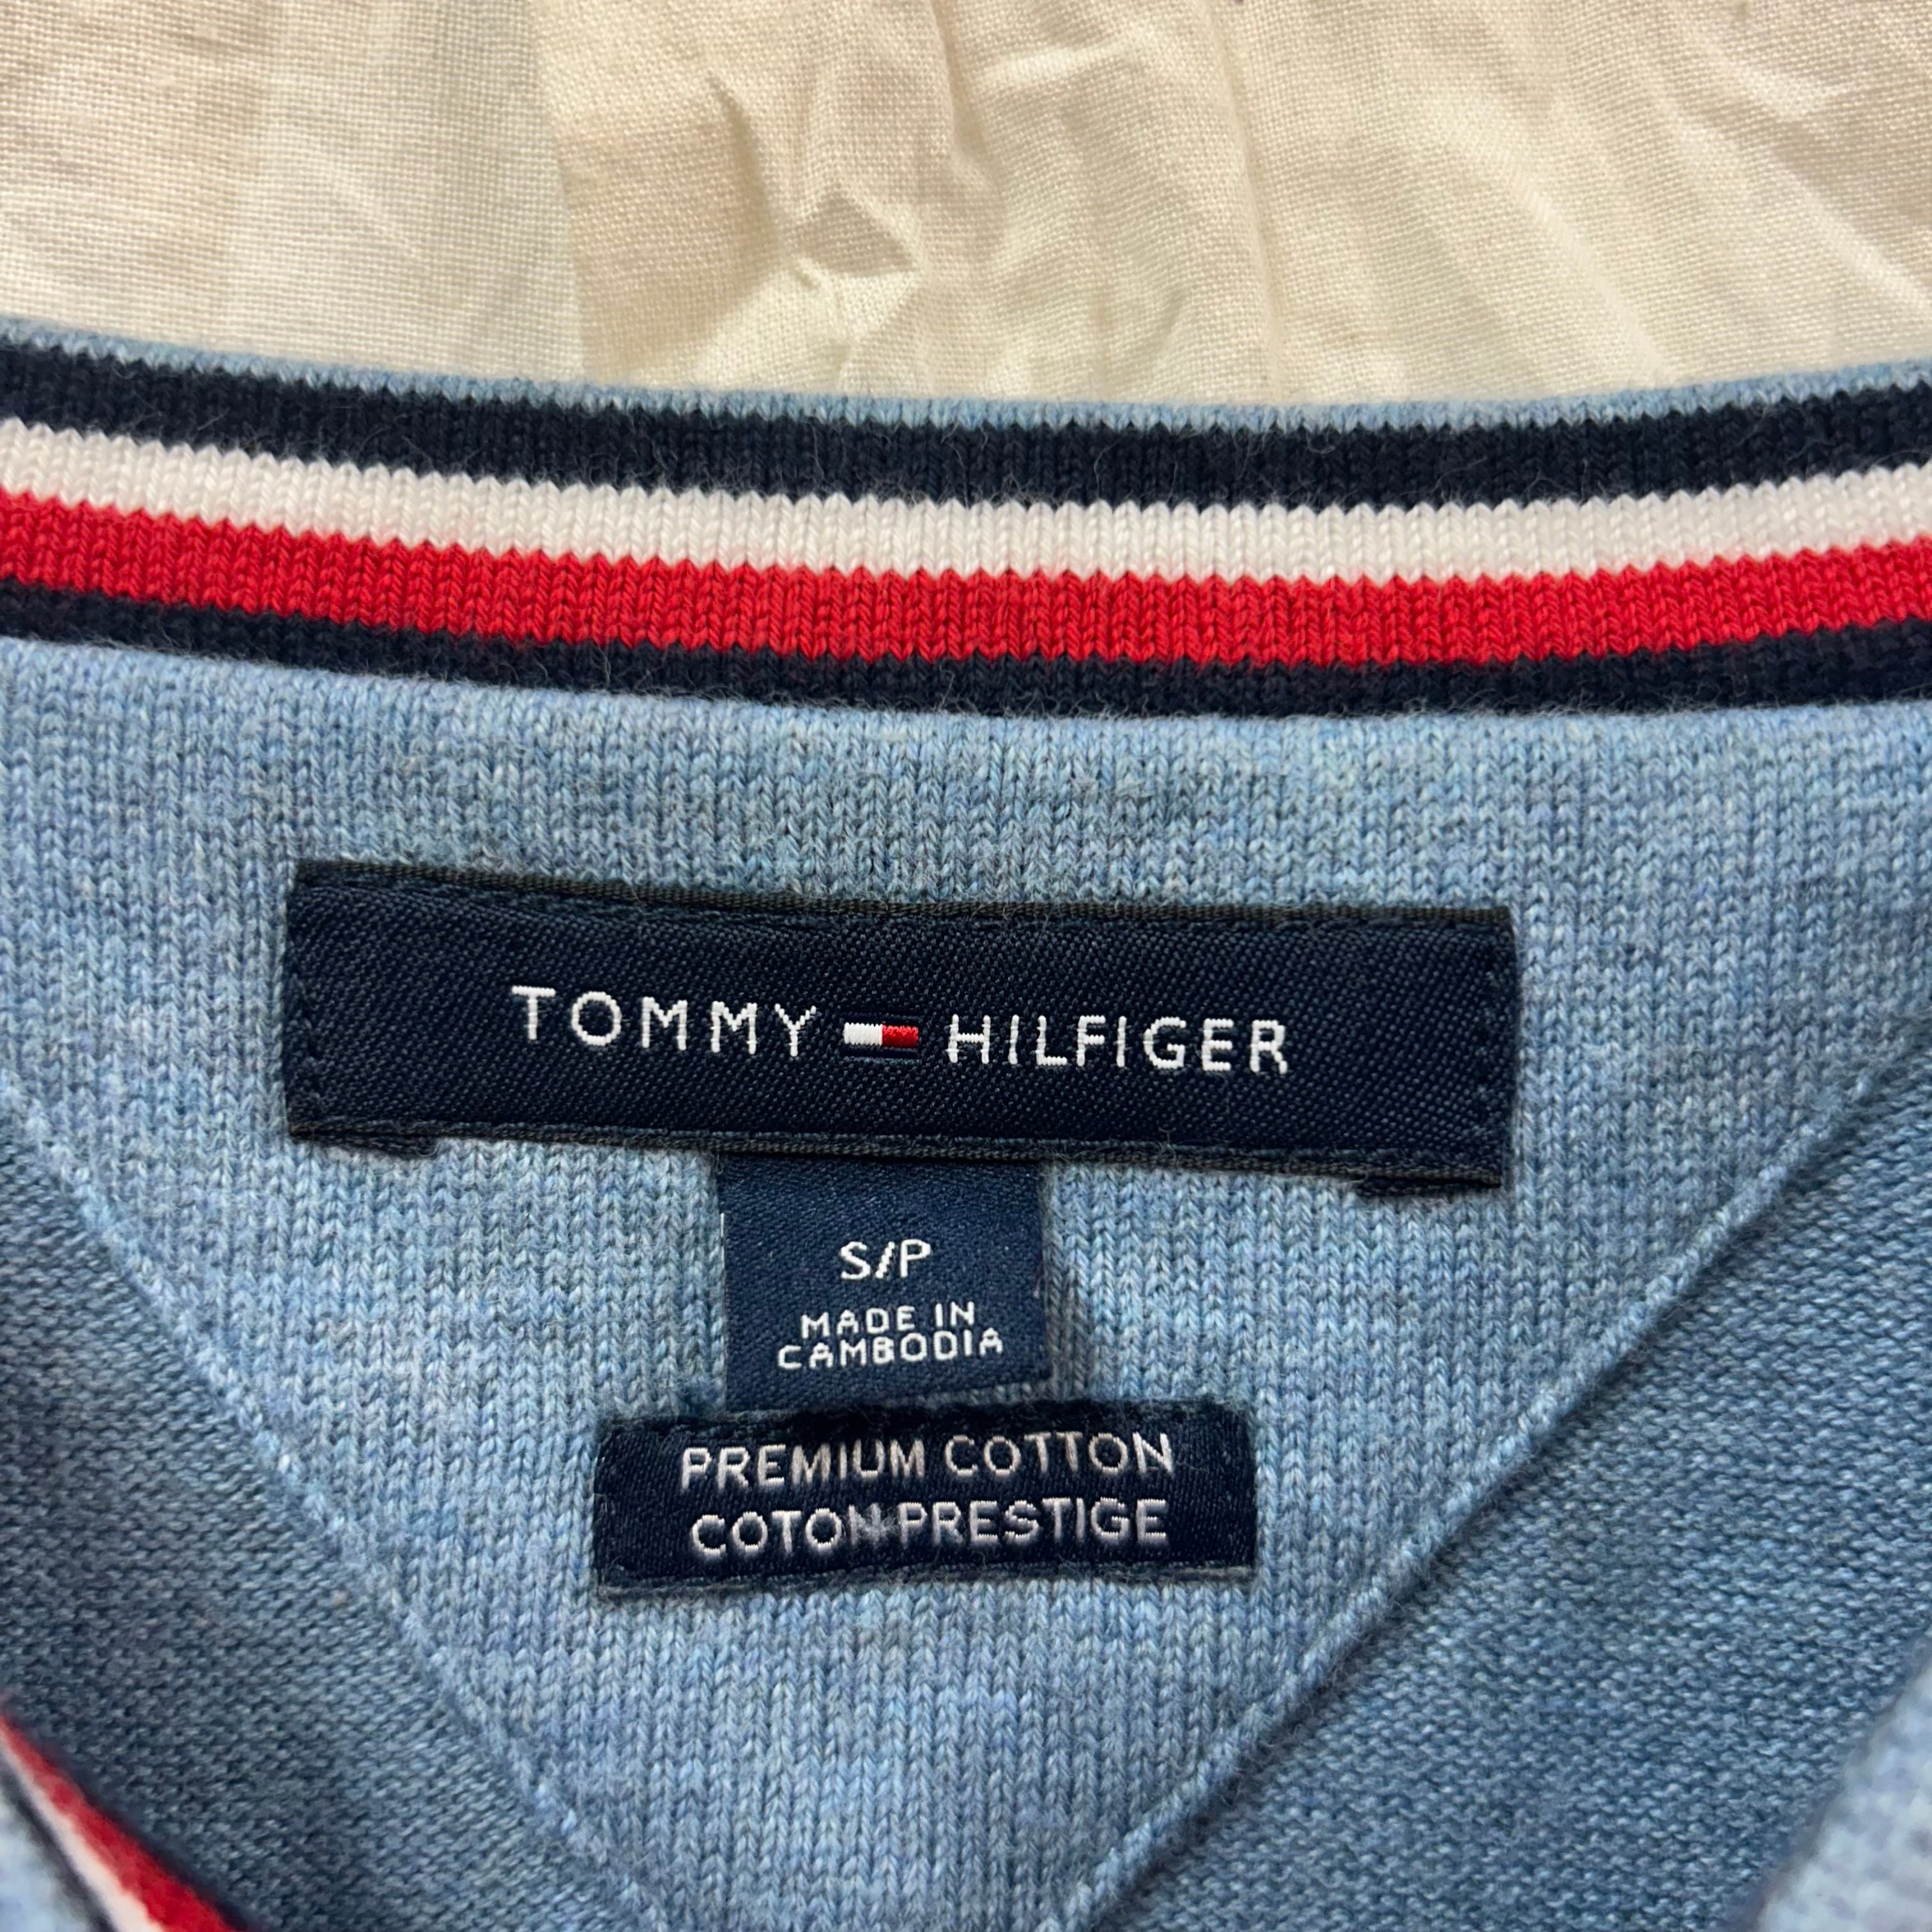 TOMMY HILFIGER
S/P
MADE IN
CAMBODIA
PREMIUM COTTON
COTON PRESTIGE